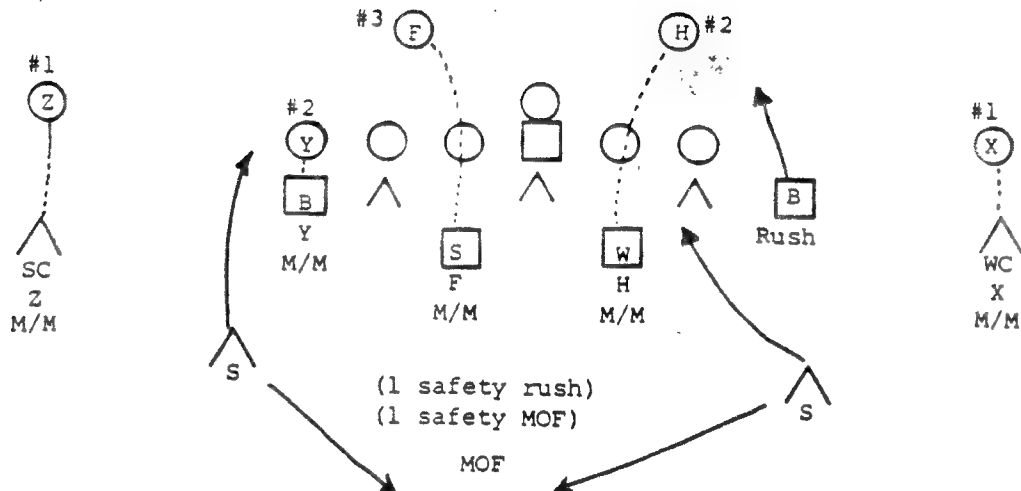 #3
F
H #2
#1
Z
#2
Y
#1
X
B
Y
M/M
B
Rush
S
F
M/M
W
H
M/M
SC
Z
M/M
WC
X
M/M
S
S
(1 safety rush)
(1 safety MOF)
MOF